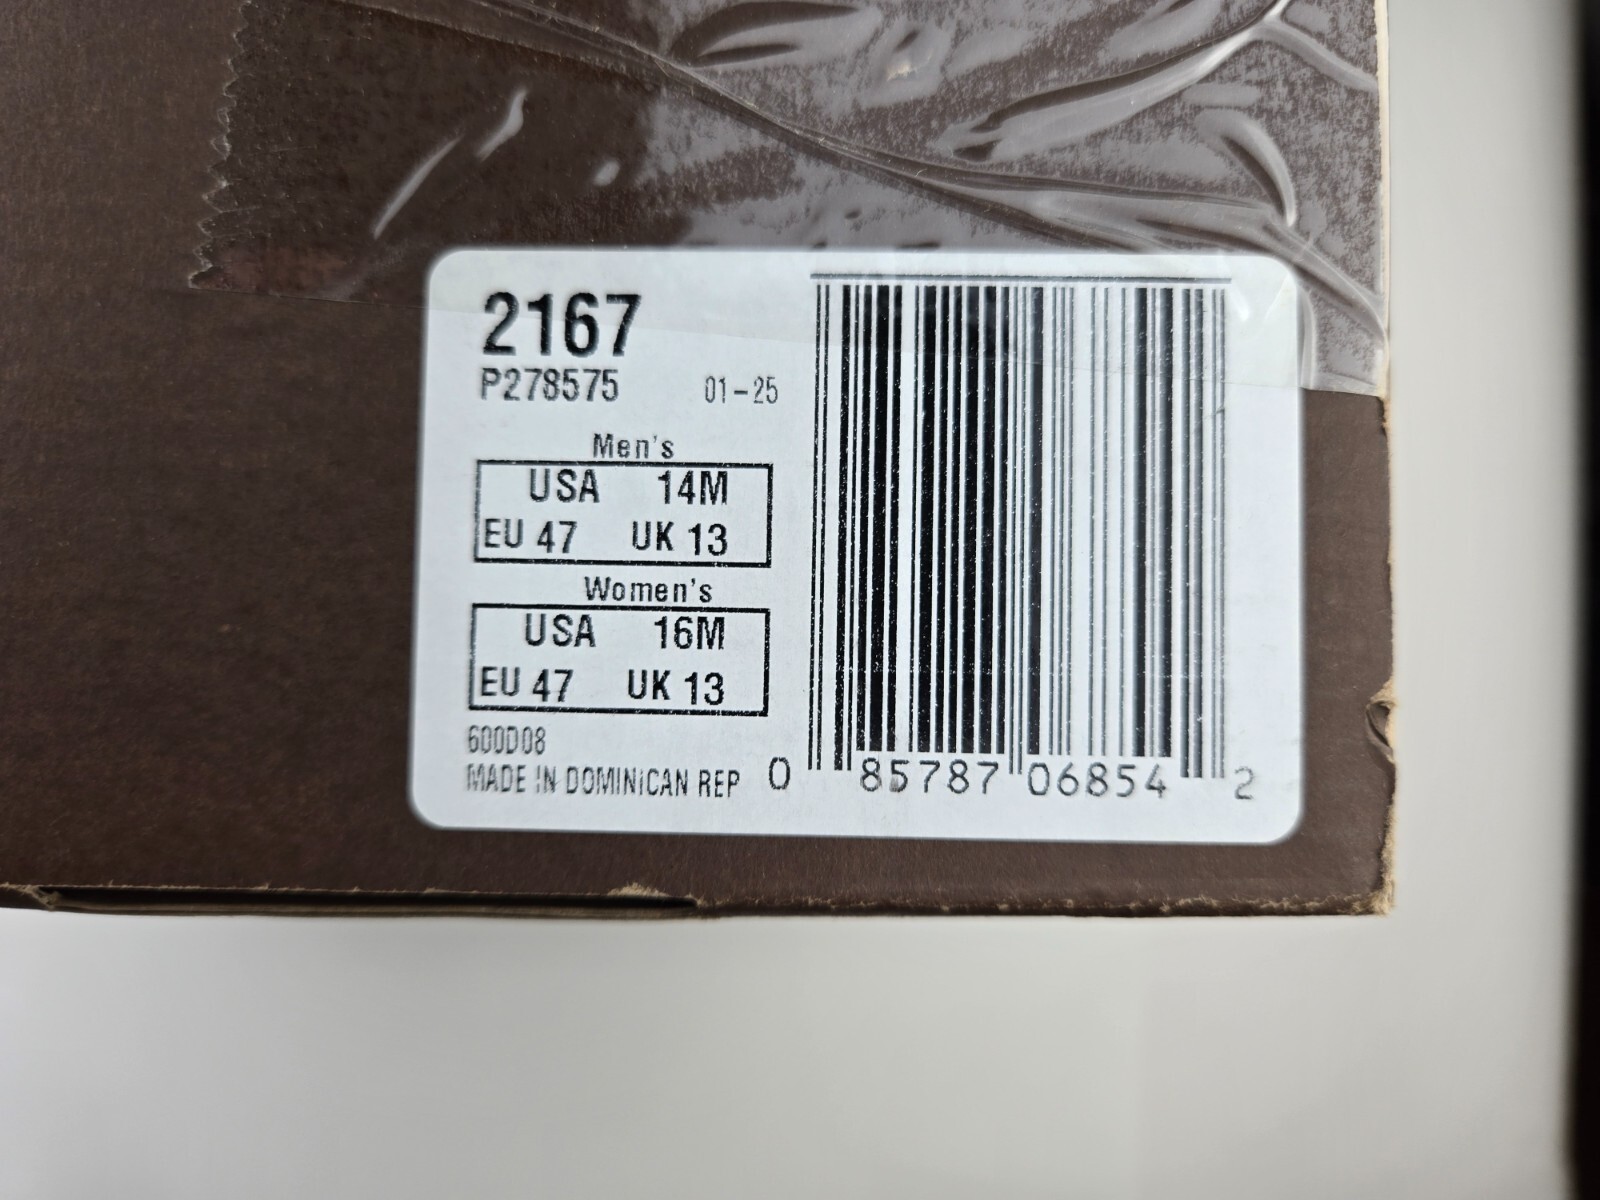 2167
P278575 01-25
Men's
USA 14M
EU 47 UK 13
Women's
USA 16M
EU 47 UK 13
600D08
MADE IN DOMINICAN REP
0 85787 06854 2